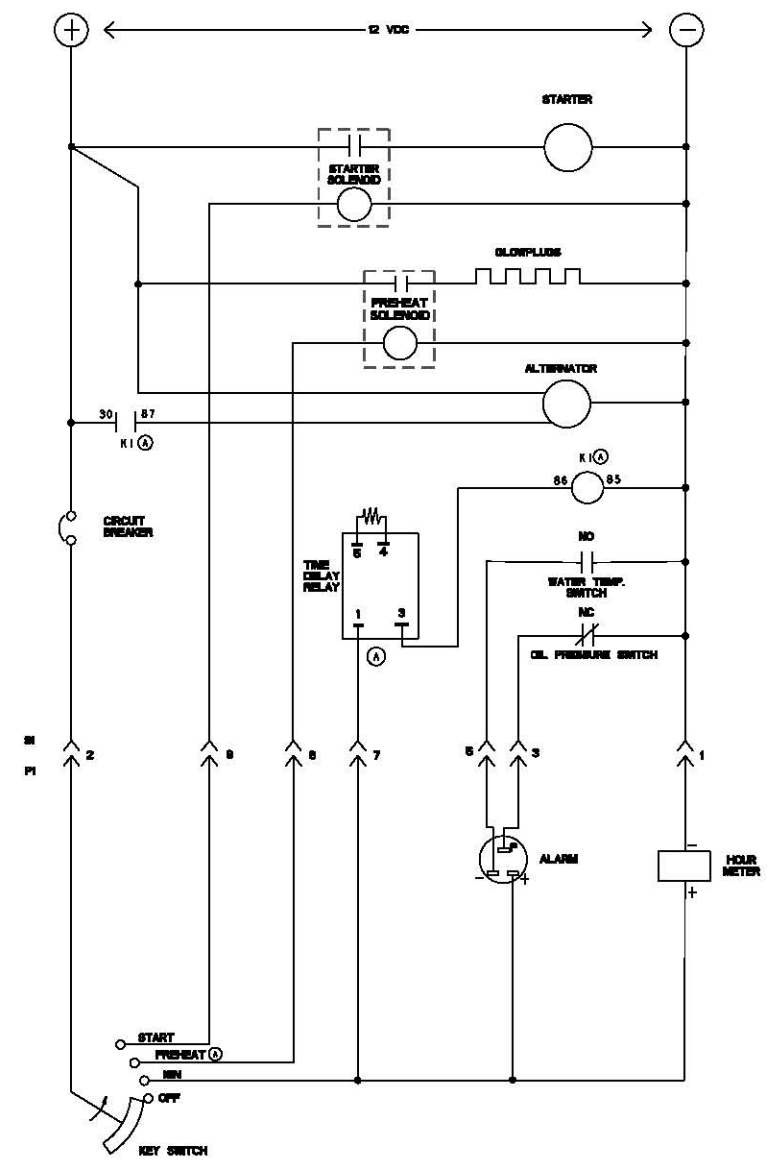 +
12 VDC
−
STARTER
STARTER
SOLENOID
GLOWPLUGS
PREHEAT
SOLENOID
ALTERNATOR
30
87
K1 A
K1 A
86
85
CIRCUIT
BREAKER
NO
WATER TEMP.
SWITCH
5
4
TIME
DELAY
RELAY
1
3
A
NC
OIL PRESSURE SWITCH
P1
2
9
7
5
3
1
ALARM
−
+
−
HOUR
METER
+
START
PREHEAT A
OFF
KEY SWITCH